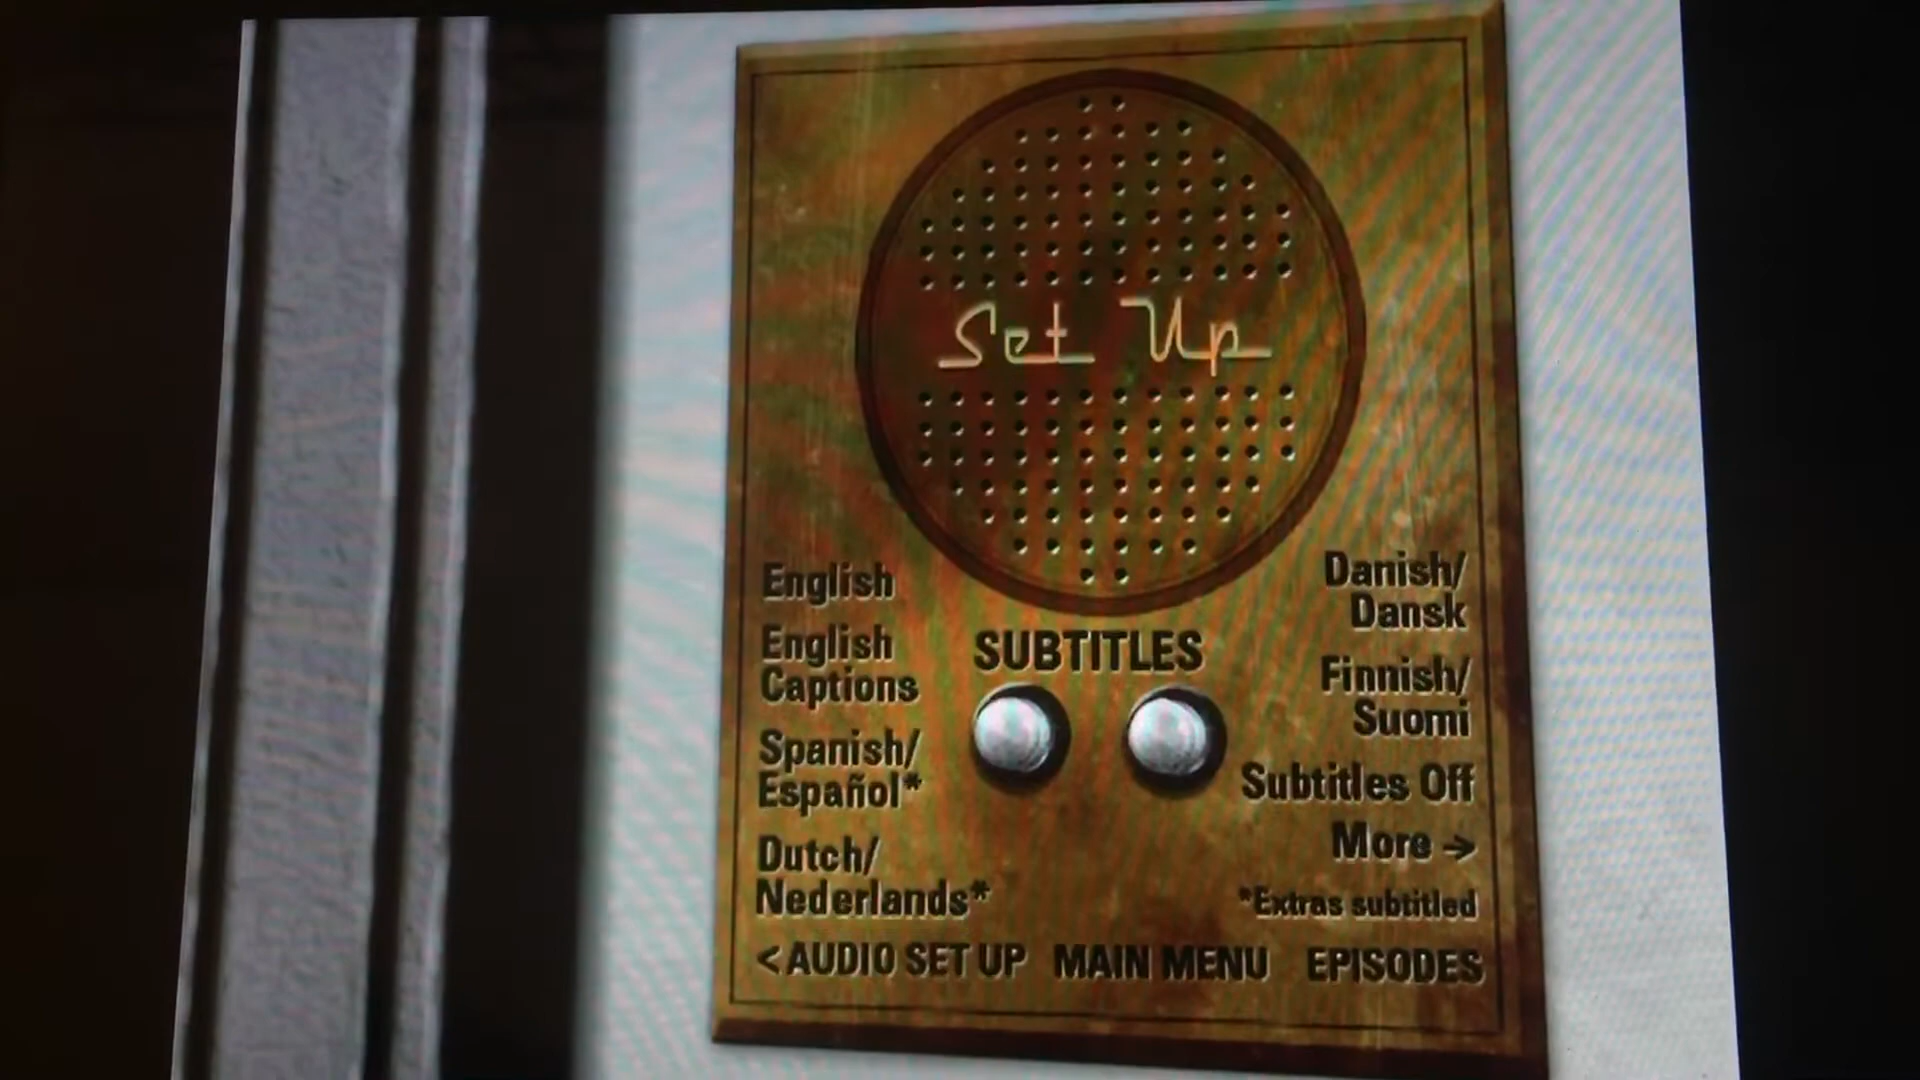 Set Up
SUBTITLES
English
English
Captions
Spanish/
Español*
Dutch/
Nederlands*
Danish/
Dansk
Finnish/
Suomi
Subtitles Off
More →
*Extras subtitled
< AUDIO SET UP MAIN MENU EPISODES